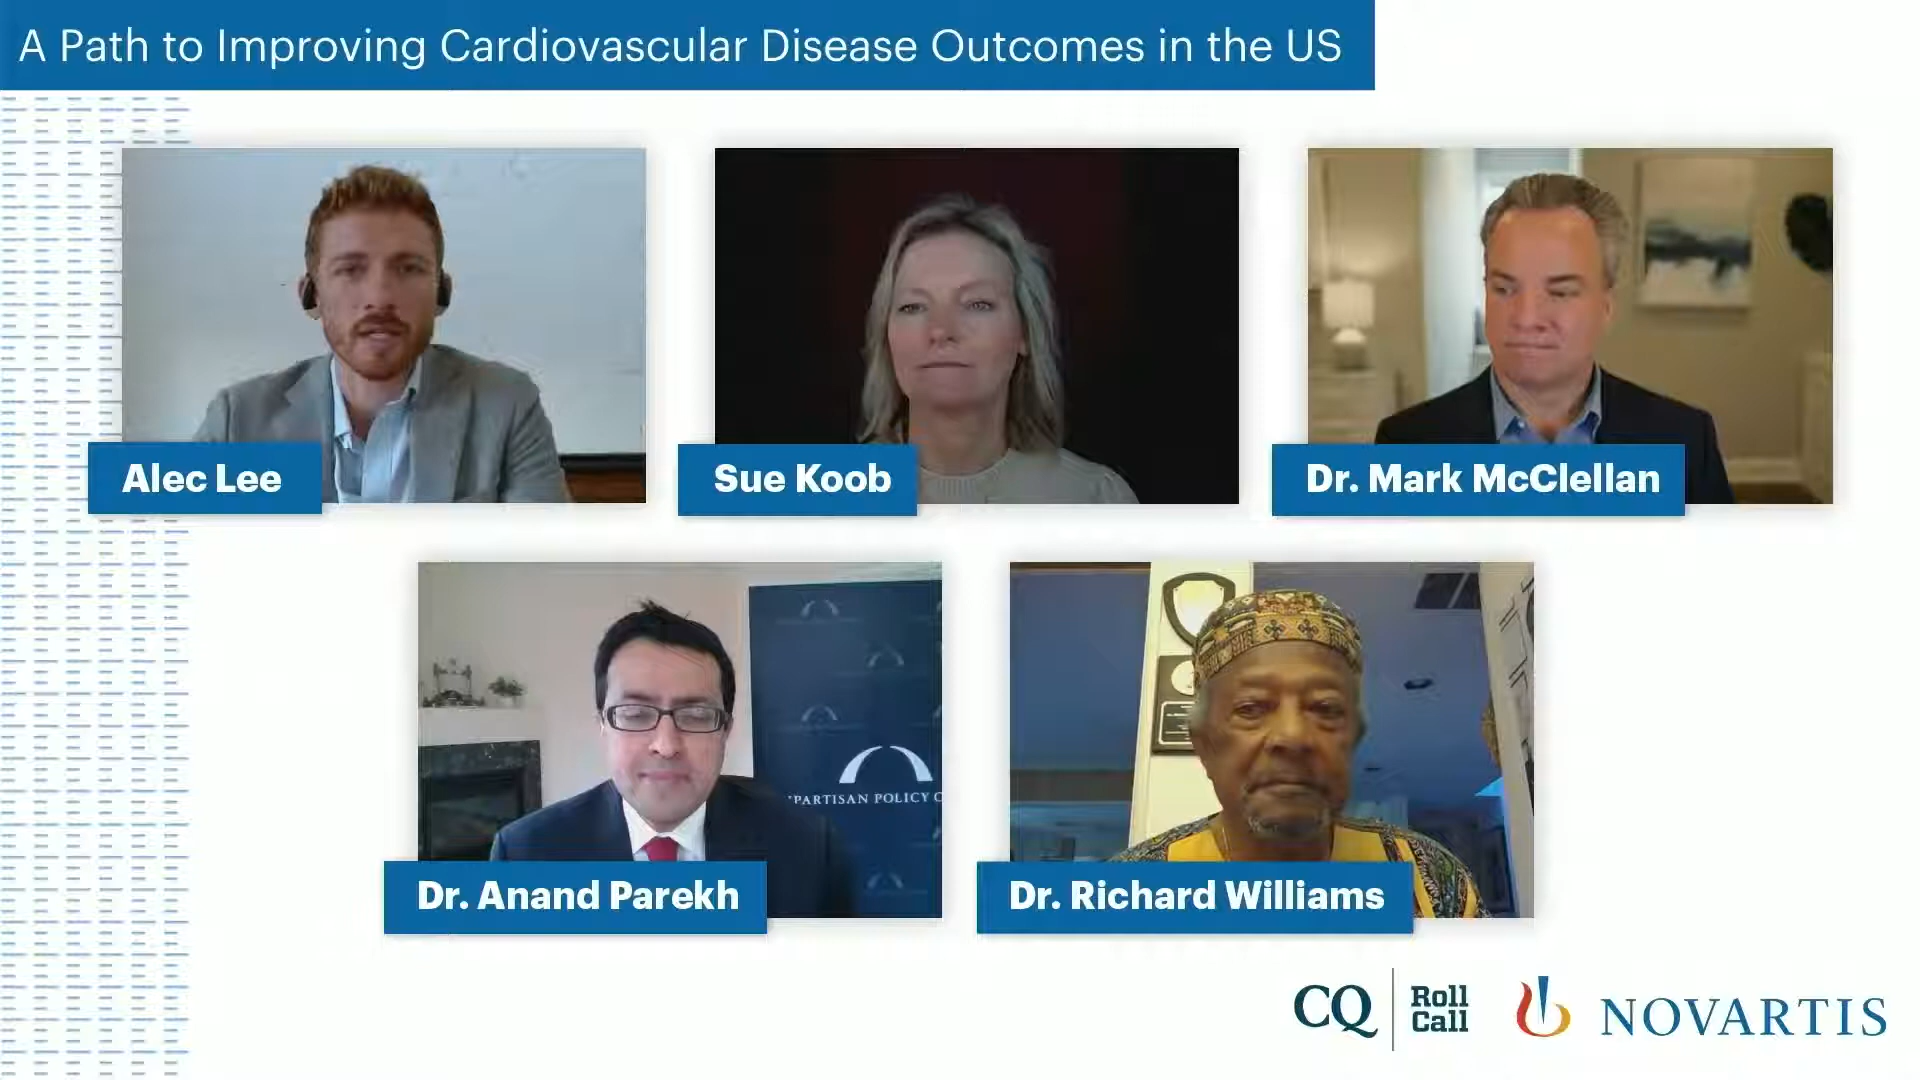 A Path to Improving Cardiovascular Disease Outcomes in the US
Alec Lee
Sue Koob
Dr. Mark McClellan
PARTISAN POLICY C
Dr. Anand Parekh
Dr. Richard Williams
CQ
Roll
Call
NOVARTIS